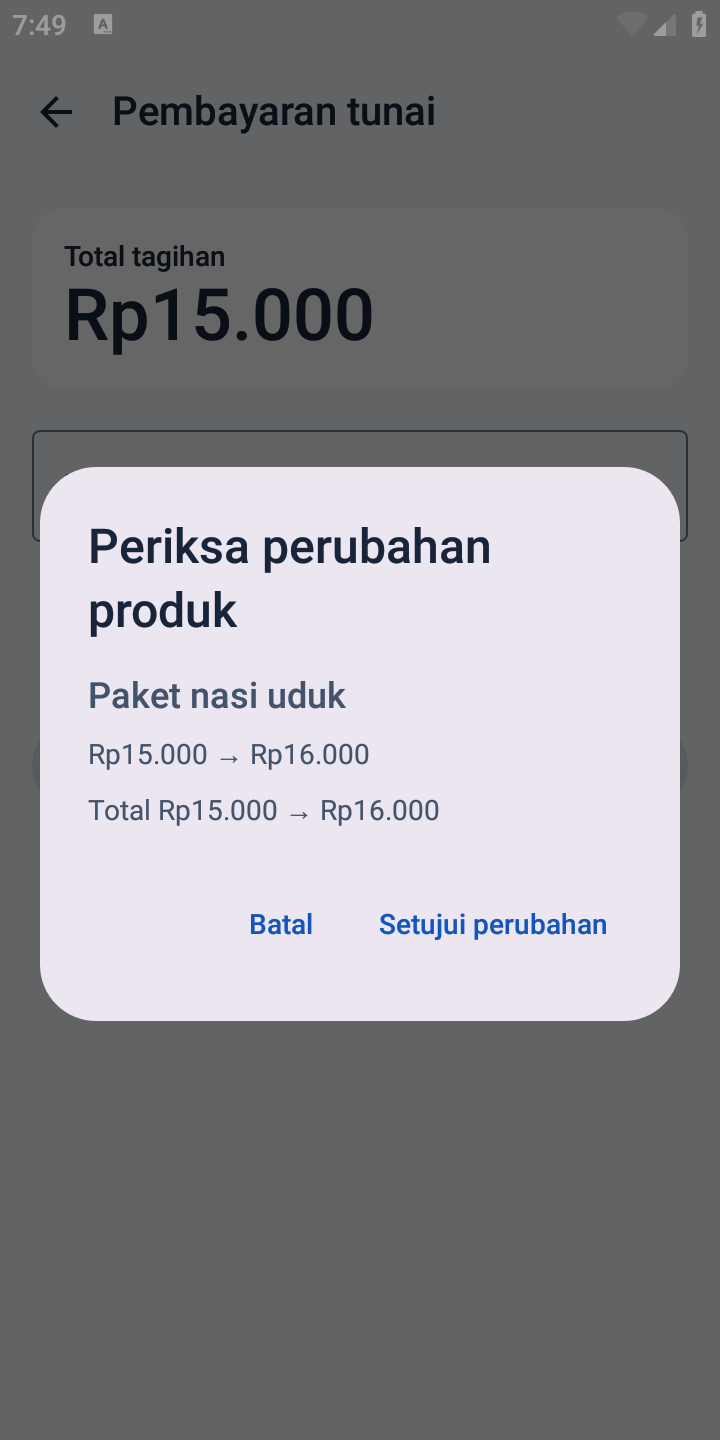 7:49
Pembayaran tunai
Total tagihan
Rp15.000
Periksa perubahan
produk
Paket nasi uduk
Rp15.000 → Rp16.000
Total Rp15.000 → Rp16.000
Batal
Setujui perubahan